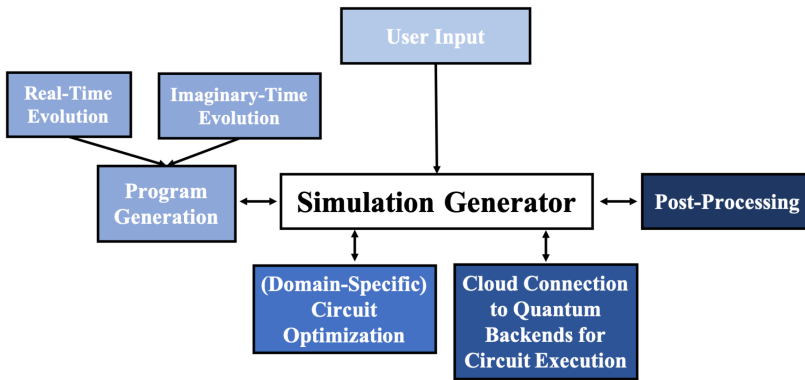 User Input
Real-Time
Evolution
Imaginary-Time
Evolution
Program
Generation
Simulation Generator
Post-Processing
(Domain-Specific)
Circuit
Optimization
Cloud Connection
to Quantum
Backends for
Circuit Execution